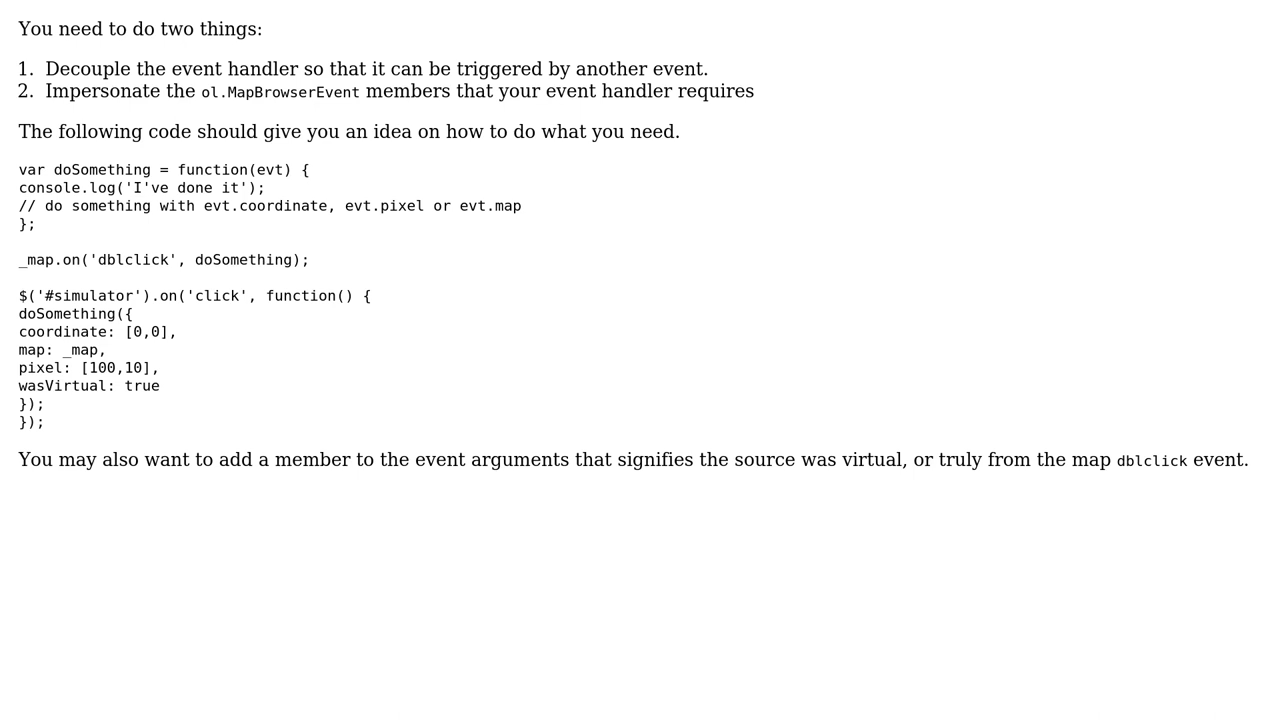 You need to do two things:
1. Decouple the event handler so that it can be triggered by another event.
2. Impersonate the ol.MapBrowserEvent members that your event handler requires
The following code should give you an idea on how to do what you need.
var doSomething = function(evt) {
console.log('I've done it');
// do something with evt.coordinate, evt.pixel or evt.map
};
_map.on('dblclick', doSomething);
$('#simulator').on('click', function() {
doSomething({
coordinate: [0,0],
map: _map,
pixel: [100,10],
wasVirtual: true
});
});
You may also want to add a member to the event arguments that signifies the source was virtual, or truly from the map dblclick event.